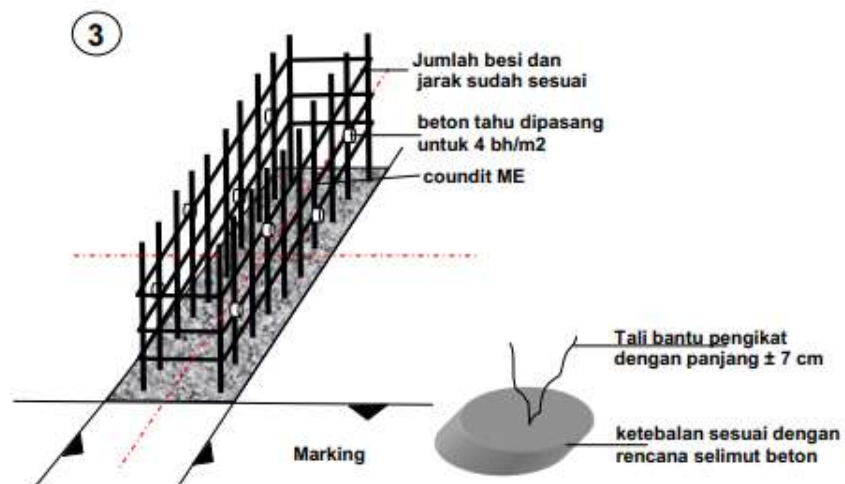 3
Jumlah besi dan
jarak sudah sesuai
beton tahu dipasang
untuk 4 bh/m2
coundit ME
Tali bantu pengikat
dengan panjang ± 7 cm
ketebalan sesuai dengan
rencana selimut beton
Marking